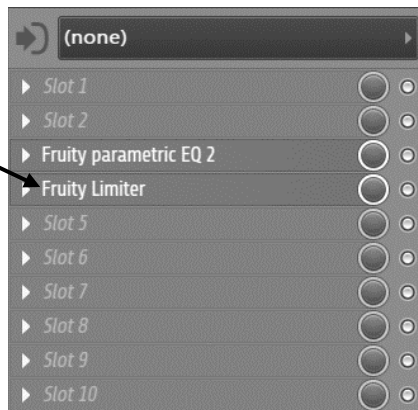 (none)
Slot 1
Slot 2
Fruity parametric EQ 2
Fruity Limiter
Slot 5
Slot 6
Slot 7
Slot 8
Slot 9
Slot 10